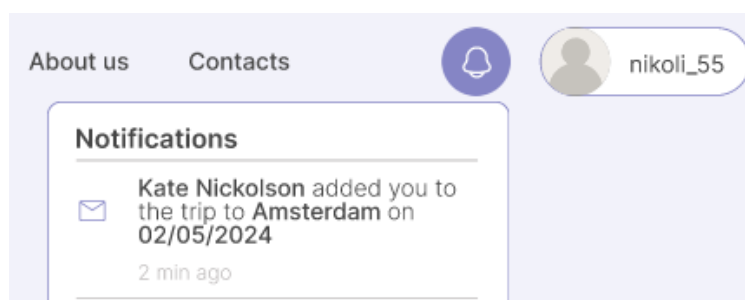 About us
Contacts
nikoli_55
Notifications
Kate Nickolson added you to
the trip to Amsterdam on
02/05/2024
2 min ago